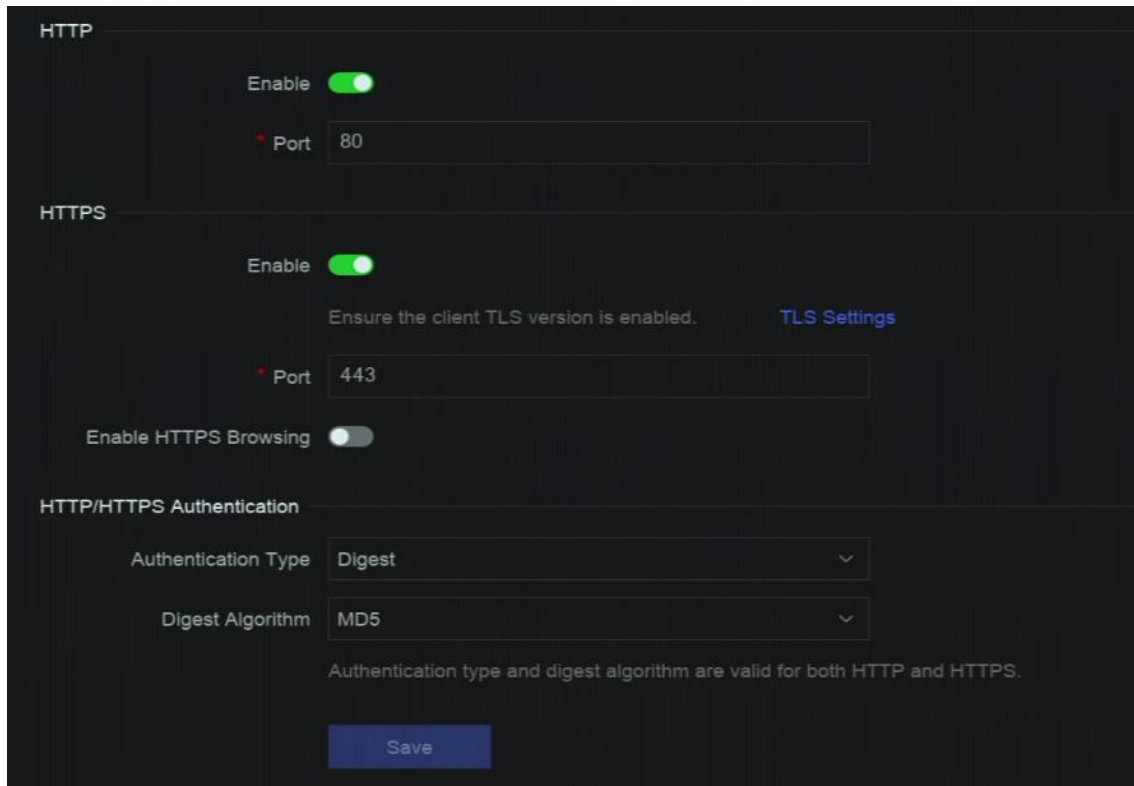 HTTP
Enable
* Port 80
HTTPS
Enable
Ensure the client TLS version is enabled. TLS Settings
* Port 443
Enable HTTPS Browsing
HTTP/HTTPS Authentication
Authentication Type Digest
Digest Algorithm MD5
Authentication type and digest algorithm are valid for both HTTP and HTTPS.
Save